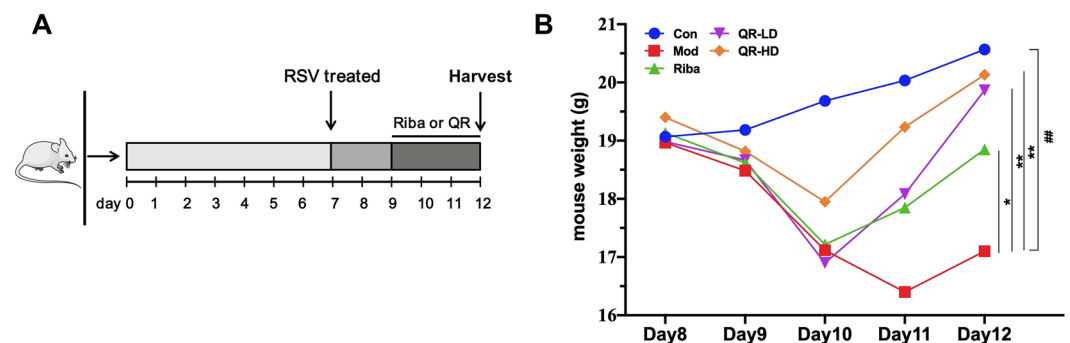 A
RSV treated
Harvest
Riba or QR
day 0 1 2 3 4 5 6 7 8 9 10 11 12
B
mouse weight (g)
21
20
19
18
17
16
Con
Mod
Riba
QR-LD
QR-HD
*
**
**
##
Day8 Day9 Day10 Day11 Day12